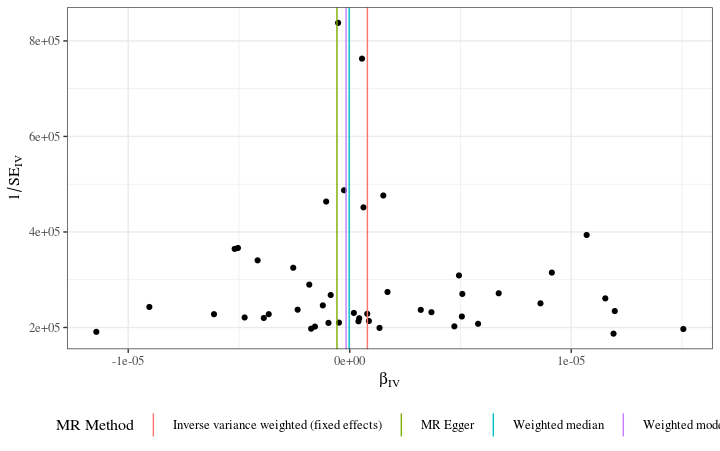 8e+05
6e+05
4e+05
2e+05
1/SE_IV
-1e-05
0e+00
1e-05
β_IV
MR Method
Inverse variance weighted (fixed effects)
MR Egger
Weighted median
Weighted mode